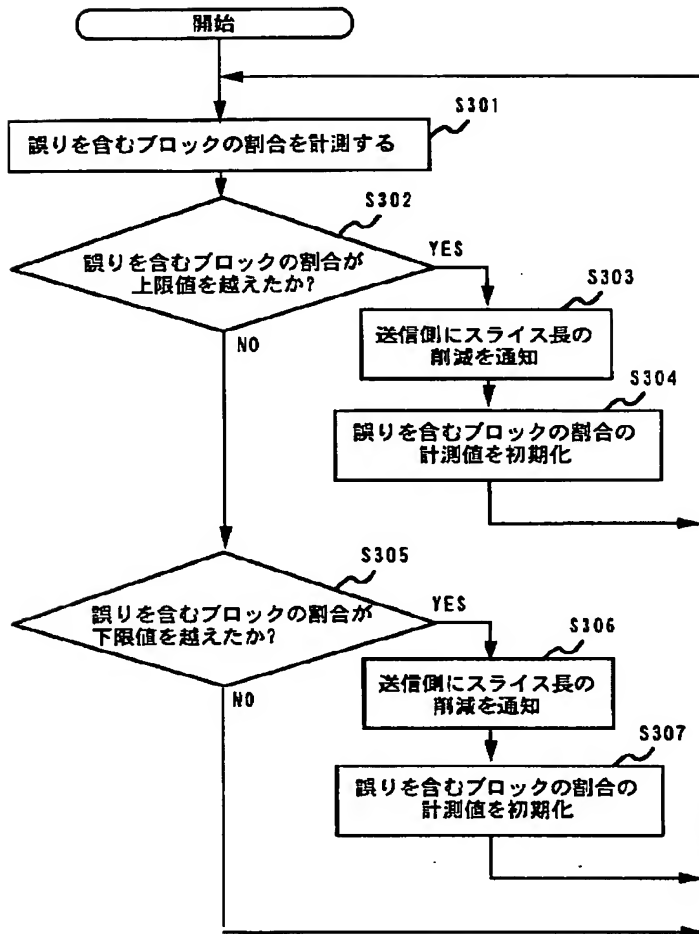 開始
S301
誤りを含むブロックの割合を計測する
S302
誤りを含むブロックの割合が
上限値を越えたか?
YES
NO
S303
送信側にスライス長の
削減を通知
S304
誤りを含むブロックの割合の
計測値を初期化
S305
誤りを含むブロックの割合が
下限値を越えたか?
YES
NO
S306
送信側にスライス長の
削減を通知
S307
誤りを含むブロックの割合の
計測値を初期化